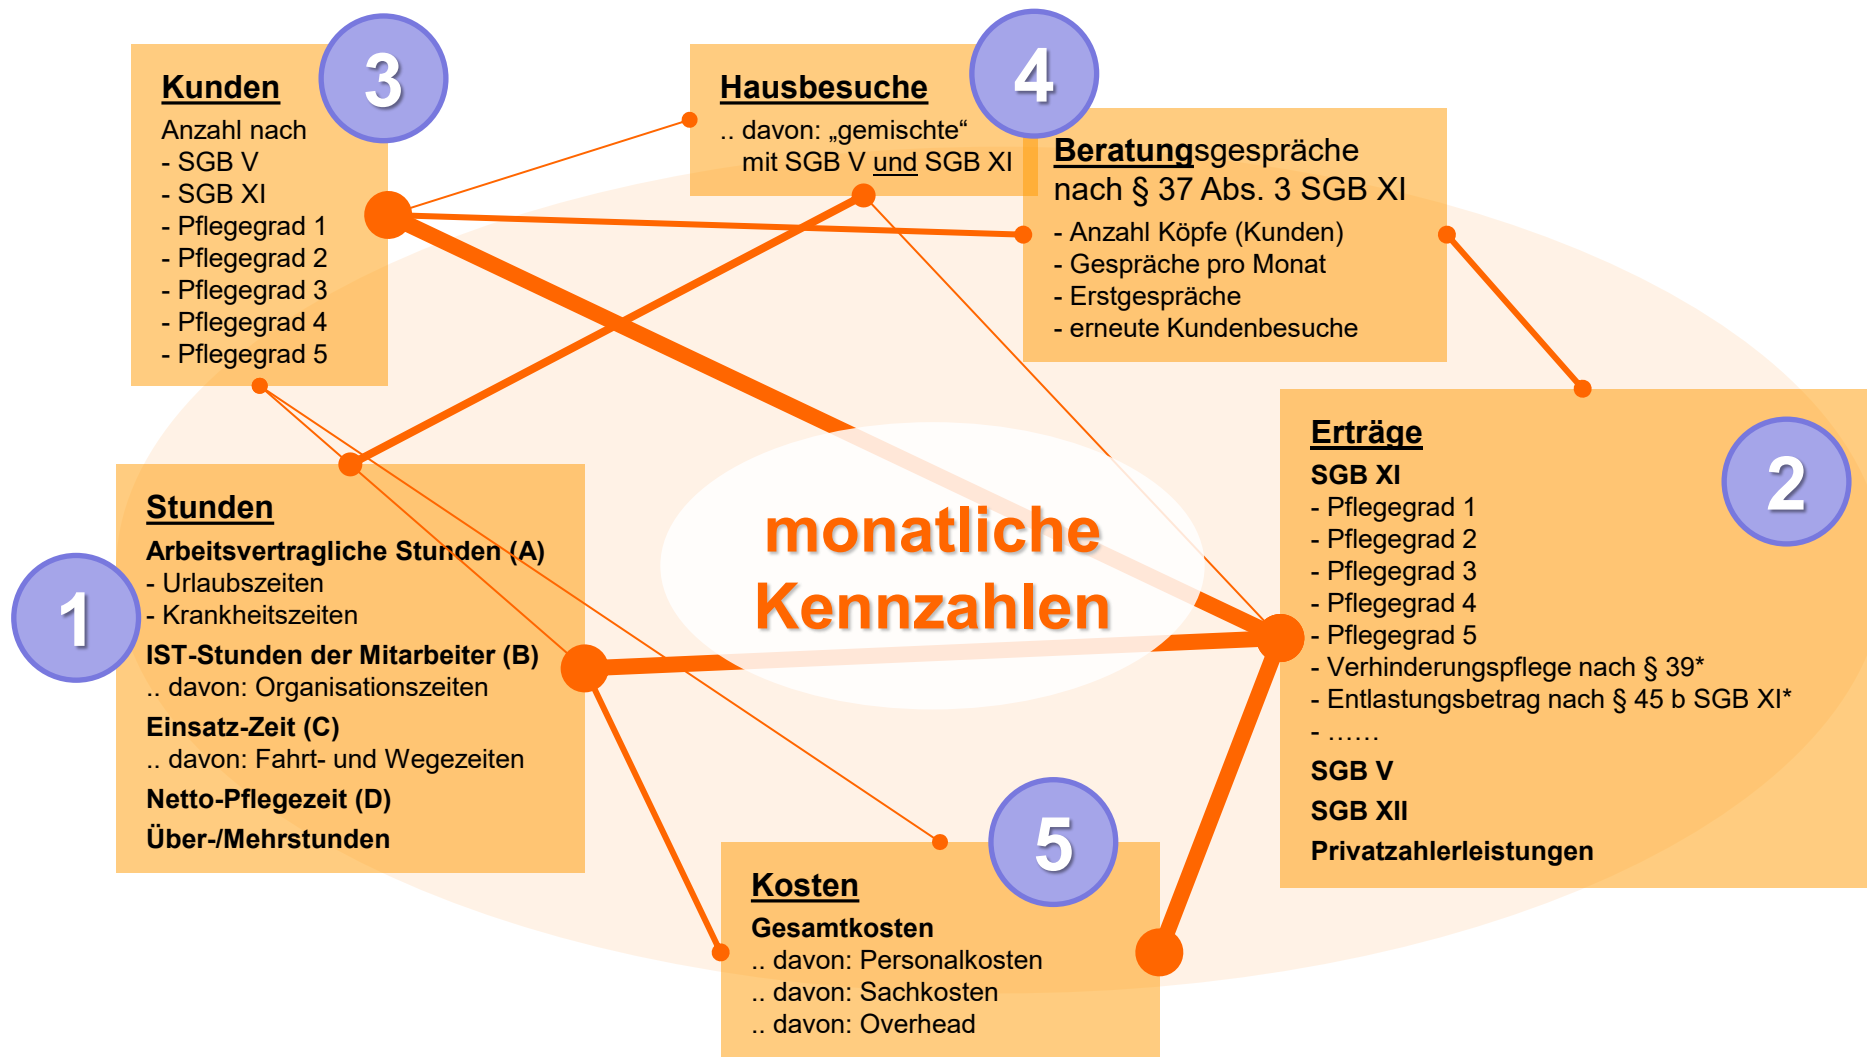 3
Kunden
Anzahl nach
- SGB V
- SGB XI
- Pflegegrad 1
- Pflegegrad 2
- Pflegegrad 3
- Pflegegrad 4
- Pflegegrad 5
4
Hausbesuche
.. davon: „gemischte“
mit SGB V und SGB XI
Beratungsgespräche
nach § 37 Abs. 3 SGB XI
- Anzahl Köpfe (Kunden)
- Gespräche pro Monat
- Erstgespräche
- erneute Kundenbesuche
1
Stunden
Arbeitsvertragliche Stunden (A)
- Urlaubszeiten
- Krankheitszeiten
IST-Stunden der Mitarbeiter (B)
.. davon: Organisationszeiten
Einsatz-Zeit (C)
.. davon: Fahrt- und Wegezeiten
Netto-Pflegezeit (D)
Über-/Mehrstunden
monatliche
Kennzahlen
2
Erträge
SGB XI
- Pflegegrad 1
- Pflegegrad 2
- Pflegegrad 3
- Pflegegrad 4
- Pflegegrad 5
- Verhinderungspflege nach § 39*
- Entlastungsbetrag nach § 45 b SGB XI*
- ……
SGB V
SGB XII
Privatzahlerleistungen
5
Kosten
Gesamtkosten
.. davon: Personalkosten
.. davon: Sachkosten
.. davon: Overhead